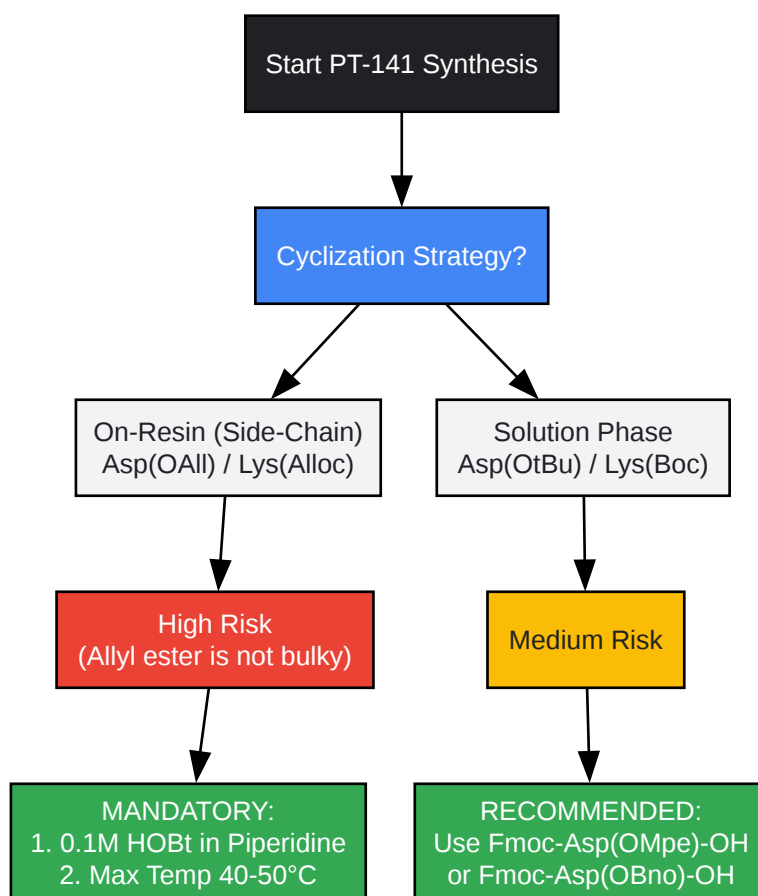 Start PT-141 Synthesis
Cyclization Strategy?
On-Resin (Side-Chain)
Asp(OAll) / Lys(Alloc)
Solution Phase
Asp(OtBu) / Lys(Boc)
High Risk
(Allyl ester is not bulky)
Medium Risk
MANDATORY:
1. 0.1M HOBt in Piperidine
2. Max Temp 40-50°C
RECOMMENDED:
Use Fmoc-Asp(OMpe)-OH
or Fmoc-Asp(OBno)-OH